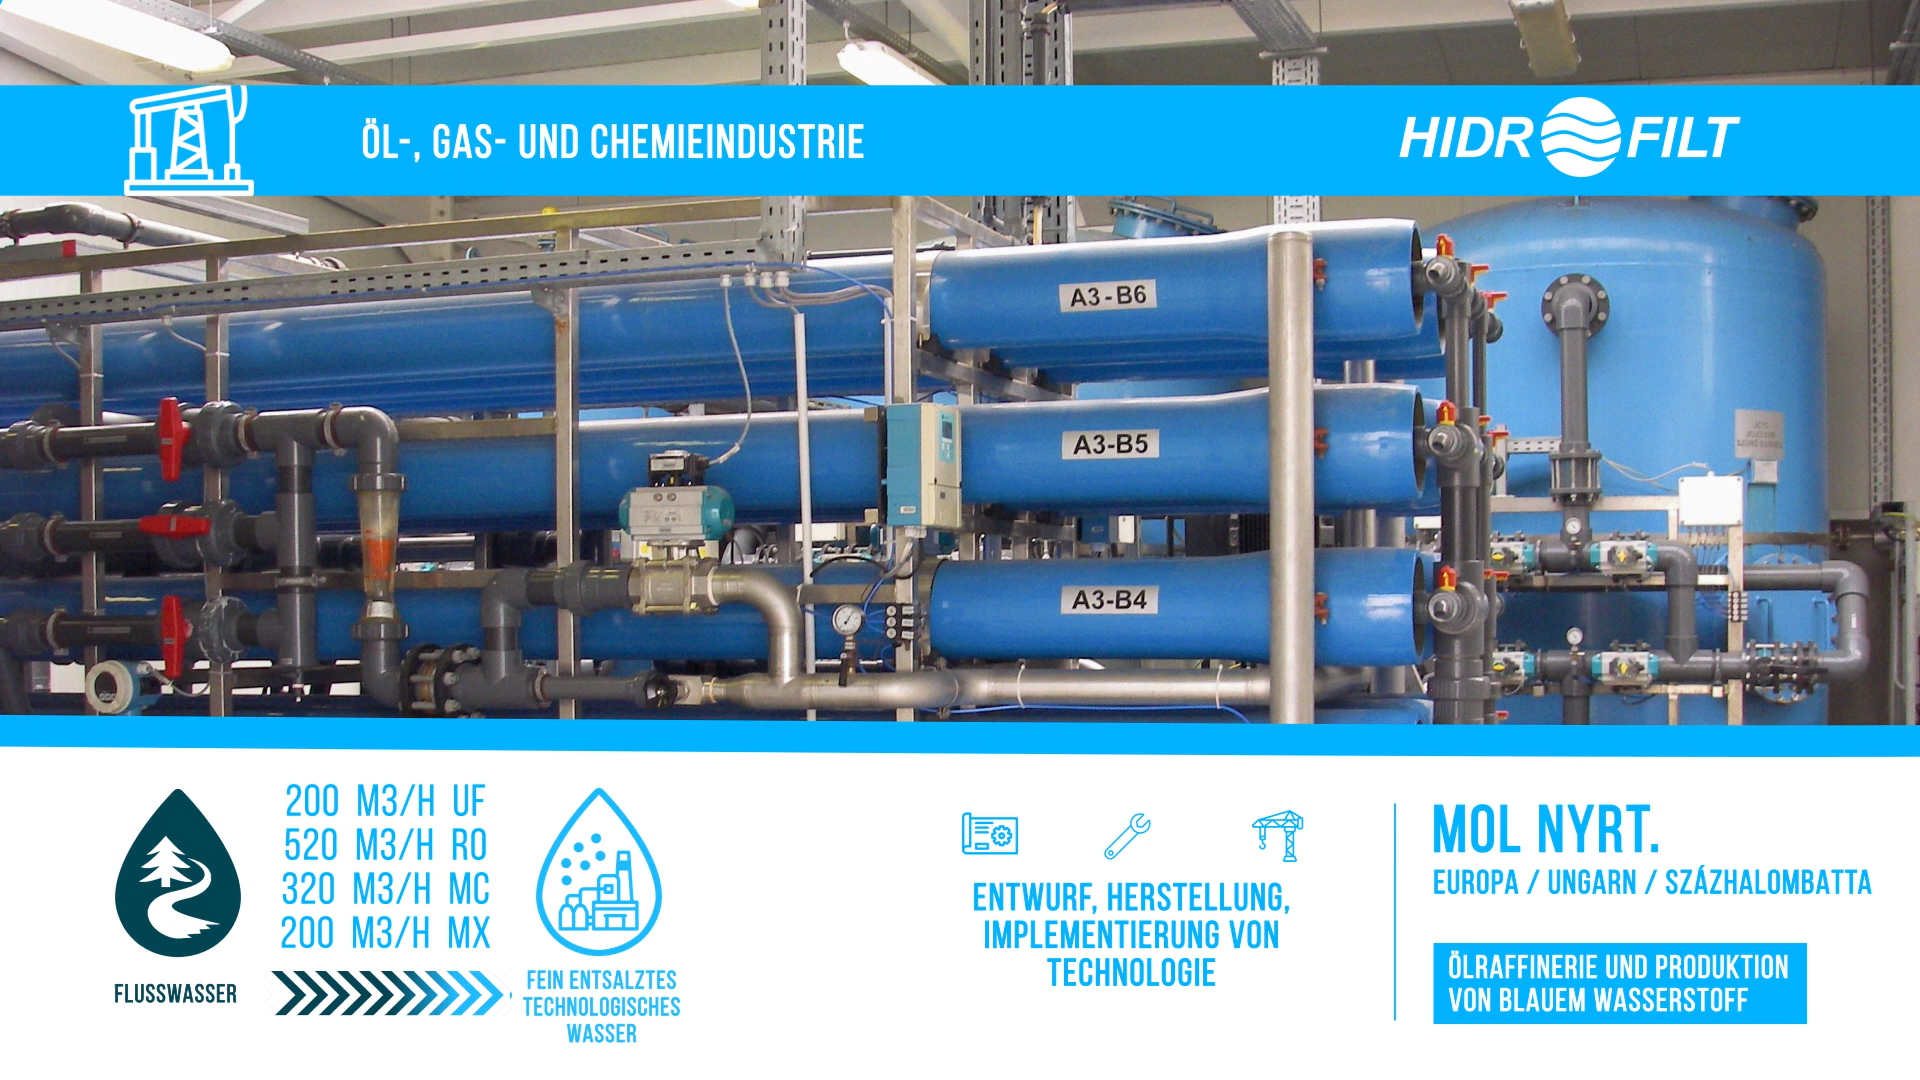 ÖL-, GAS- UND CHEMIEINDUSTRIE
HIDROFILT
A3-B6
A3-B5
A3-B4
200 M3/H UF
520 M3/H RO
320 M3/H MC
200 M3/H MX
FLUSSWASSER
FEIN ENTSALZTES
TECHNOLOGISCHES
WASSER
ENTWURF, HERSTELLUNG,
IMPLEMENTIERUNG VON
TECHNOLOGIE
MOL NYRT.
EUROPA / UNGARN / SZÁZHALOMBATTA
ÖLRAFFINERIE UND PRODUKTION
VON BLAUEM WASSERSTOFF